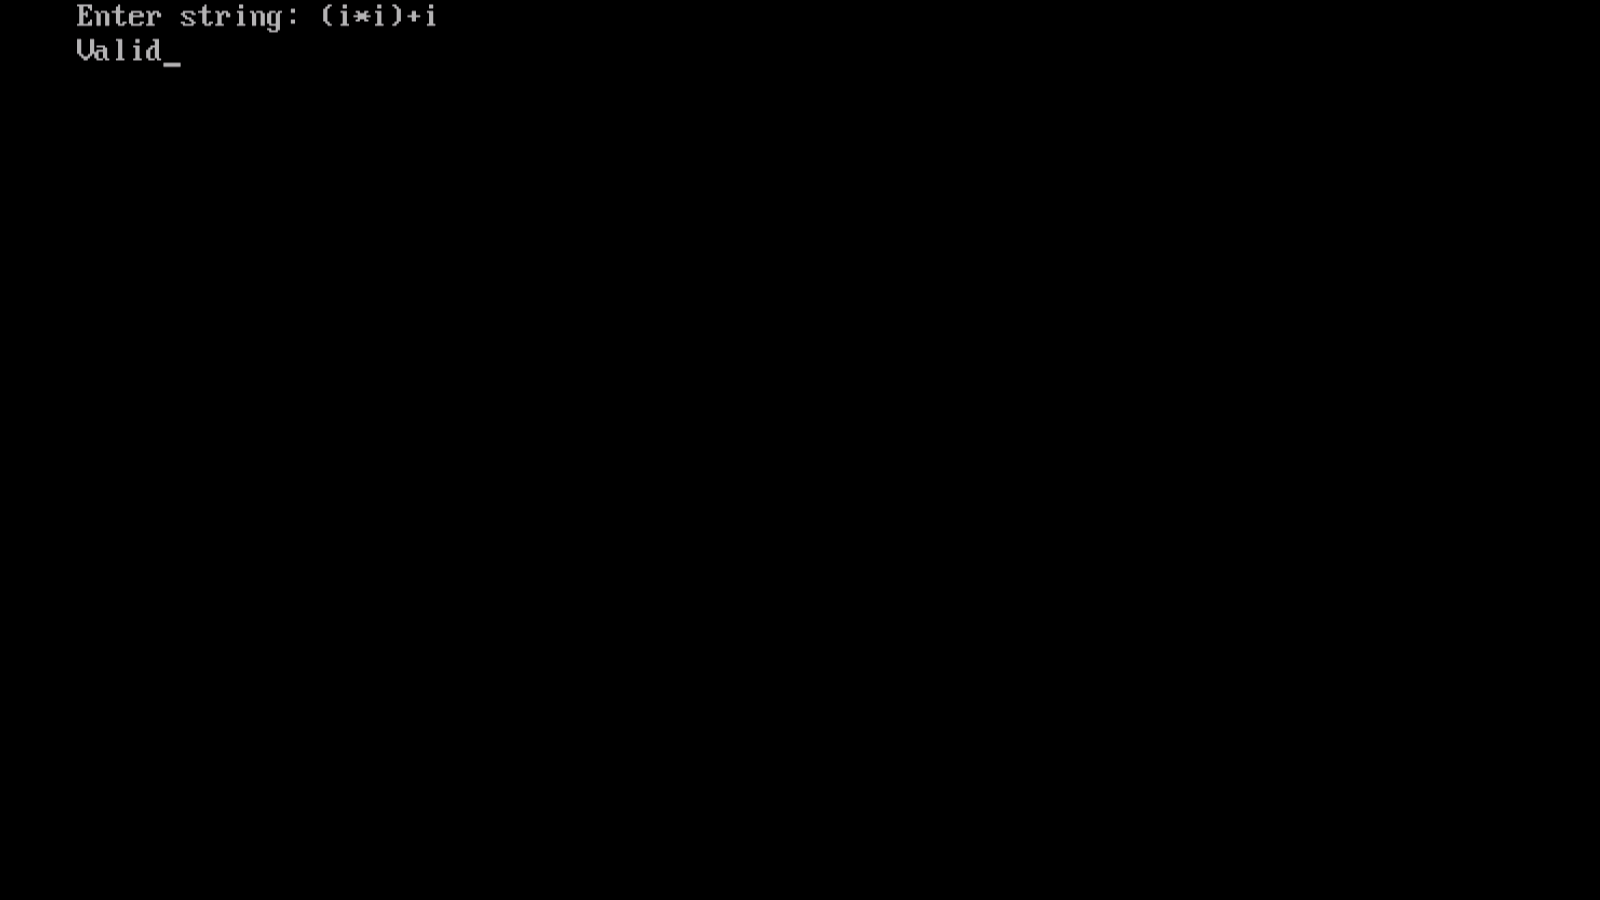 Enter string: (i*i)+i
Valid_